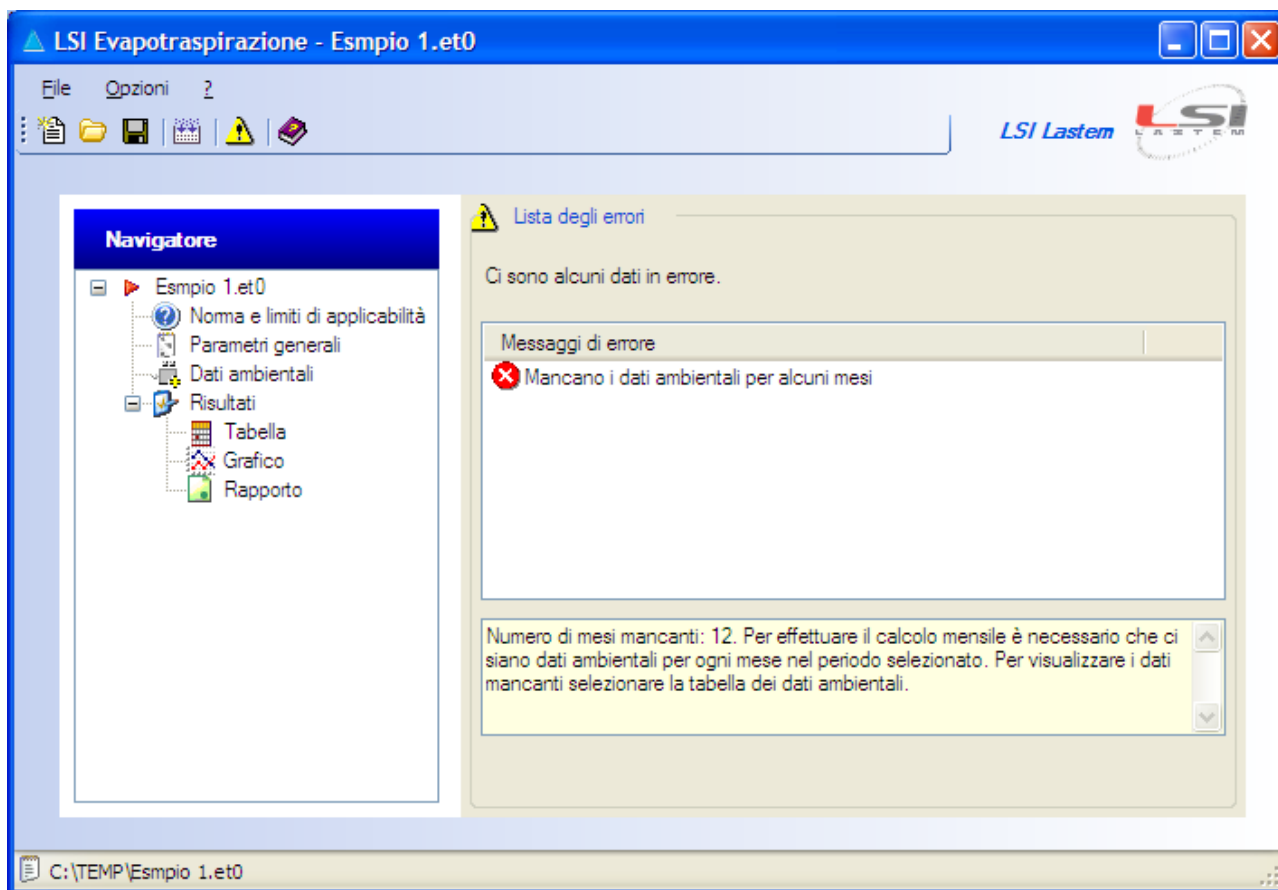 LSI Evapotraspirazione - Esmpio 1.et0
File Opzioni ?
LSI Lastem
LSI
LASTEM
Navigatore
Esmpio 1.et0
Norma e limiti di applicabilità
Parametri generali
Dati ambientali
Risultati
Tabella
Grafico
Rapporto
Lista degli errori
Ci sono alcuni dati in errore.
Messaggi di errore
Mancano i dati ambientali per alcuni mesi
Numero di mesi mancanti: 12. Per effettuare il calcolo mensile è necessario che ci
siano dati ambientali per ogni mese nel periodo selezionato. Per visualizzare i dati
mancanti selezionare la tabella dei dati ambientali.
C:\TEMP\Esmpio 1.et0